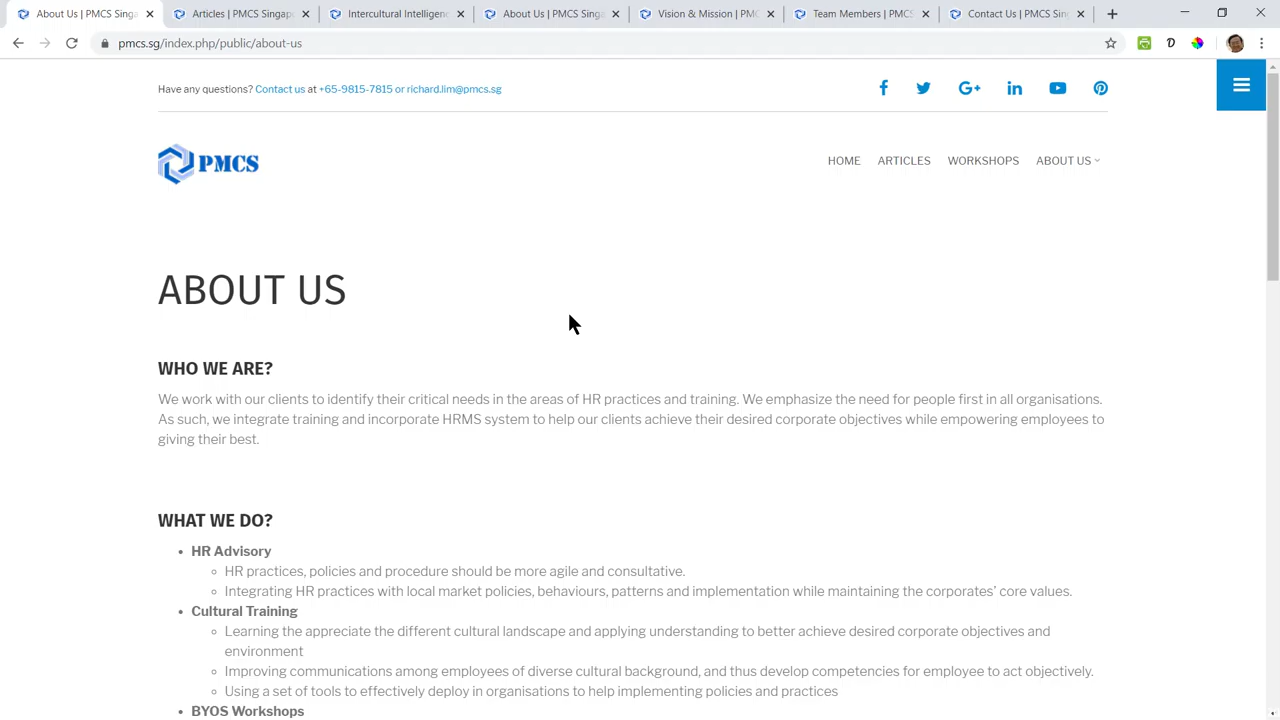 About Us | PMCS Singa
Articles | PMCS Singap
Intercultural Intelligenc
About Us | PMCS Singa
Vision & Mission | PMC
Team Members | PMCS
Contact Us | PMCS Sin
pmcs.sg/index.php/public/about-us
Have any questions? Contact us at +65-9815-7815 or richard.lim@pmcs.sg
PMCS
HOME ARTICLES WORKSHOPS ABOUT US
ABOUT US
WHO WE ARE?
We work with our clients to identify their critical needs in the areas of HR practices and training. We emphasize the need for people first in all organisations.
As such, we integrate training and incorporate HRMS system to help our clients achieve their desired corporate objectives while empowering employees to
giving their best.
WHAT WE DO?
• HR Advisory
◦ HR practices, policies and procedure should be more agile and consultative.
◦ Integrating HR practices with local market policies, behaviours, patterns and implementation while maintaining the corporates' core values.
• Cultural Training
◦ Learning the appreciate the different cultural landscape and applying understanding to better achieve desired corporate objectives and
environment
◦ Improving communications among employees of diverse cultural background, and thus develop competencies for employee to act objectively.
◦ Using a set of tools to effectively deploy in organisations to help implementing policies and practices
• BYOS Workshops